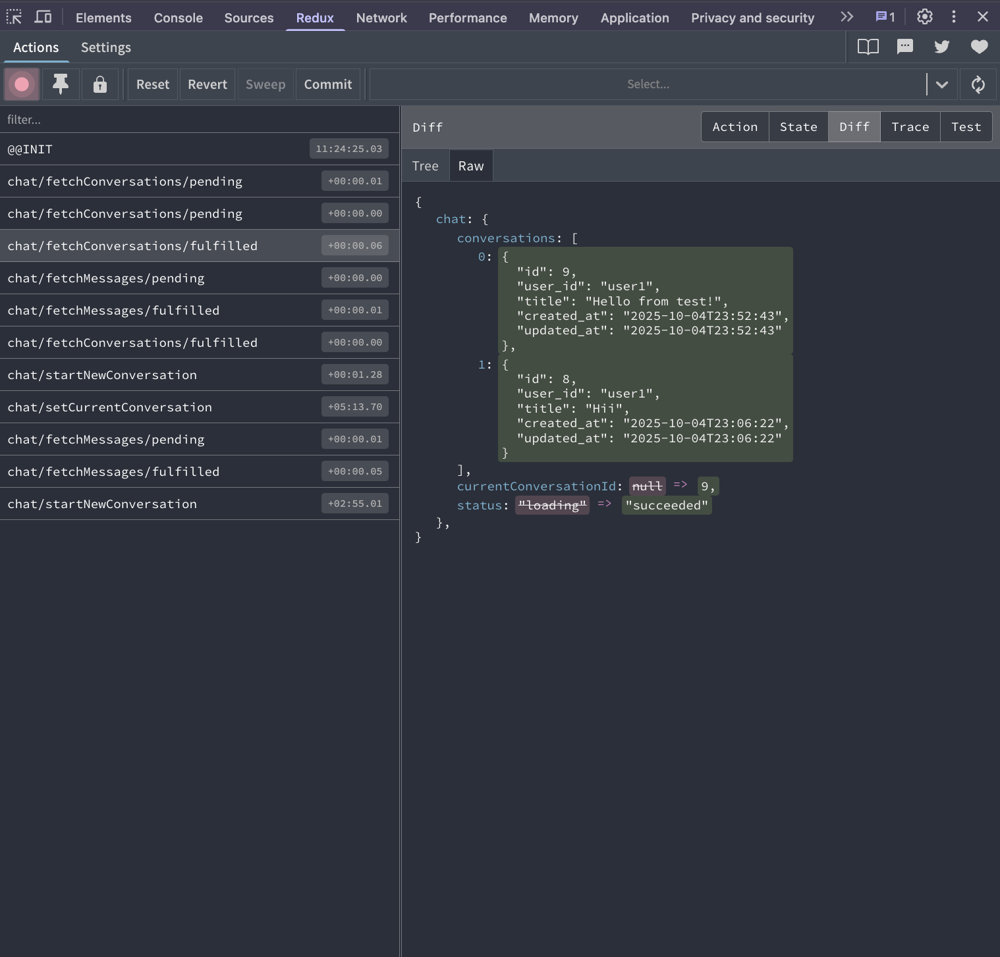 Elements Console Sources Redux Network Performance Memory Application Privacy and security 1
Actions Settings
Reset Revert Sweep Commit Select...
filter...
@@INIT 11:24:25.03
chat/fetchConversations/pending +00:00.01
chat/fetchConversations/pending +00:00.00
chat/fetchConversations/fulfilled +00:00.06
chat/fetchMessages/pending +00:00.00
chat/fetchMessages/fulfilled +00:00.01
chat/fetchConversations/fulfilled +00:00.00
chat/startNewConversation +00:01.28
chat/setCurrentConversation +05:13.70
chat/fetchMessages/pending +00:00.01
chat/fetchMessages/fulfilled +00:00.05
chat/startNewConversation +02:55.01
Diff Action State Diff Trace Test
Tree Raw
{
chat: {
conversations: [
0: {
"id": 9,
"user_id": "user1",
"title": "Hello from test!",
"created_at": "2025-10-04T23:52:43",
"updated_at": "2025-10-04T23:52:43"
},
1: {
"id": 8,
"user_id": "user1",
"title": "Hii",
"created_at": "2025-10-04T23:06:22",
"updated_at": "2025-10-04T23:06:22"
}
],
currentConversationId: null => 9,
status: "loading" => "succeeded"
},
}